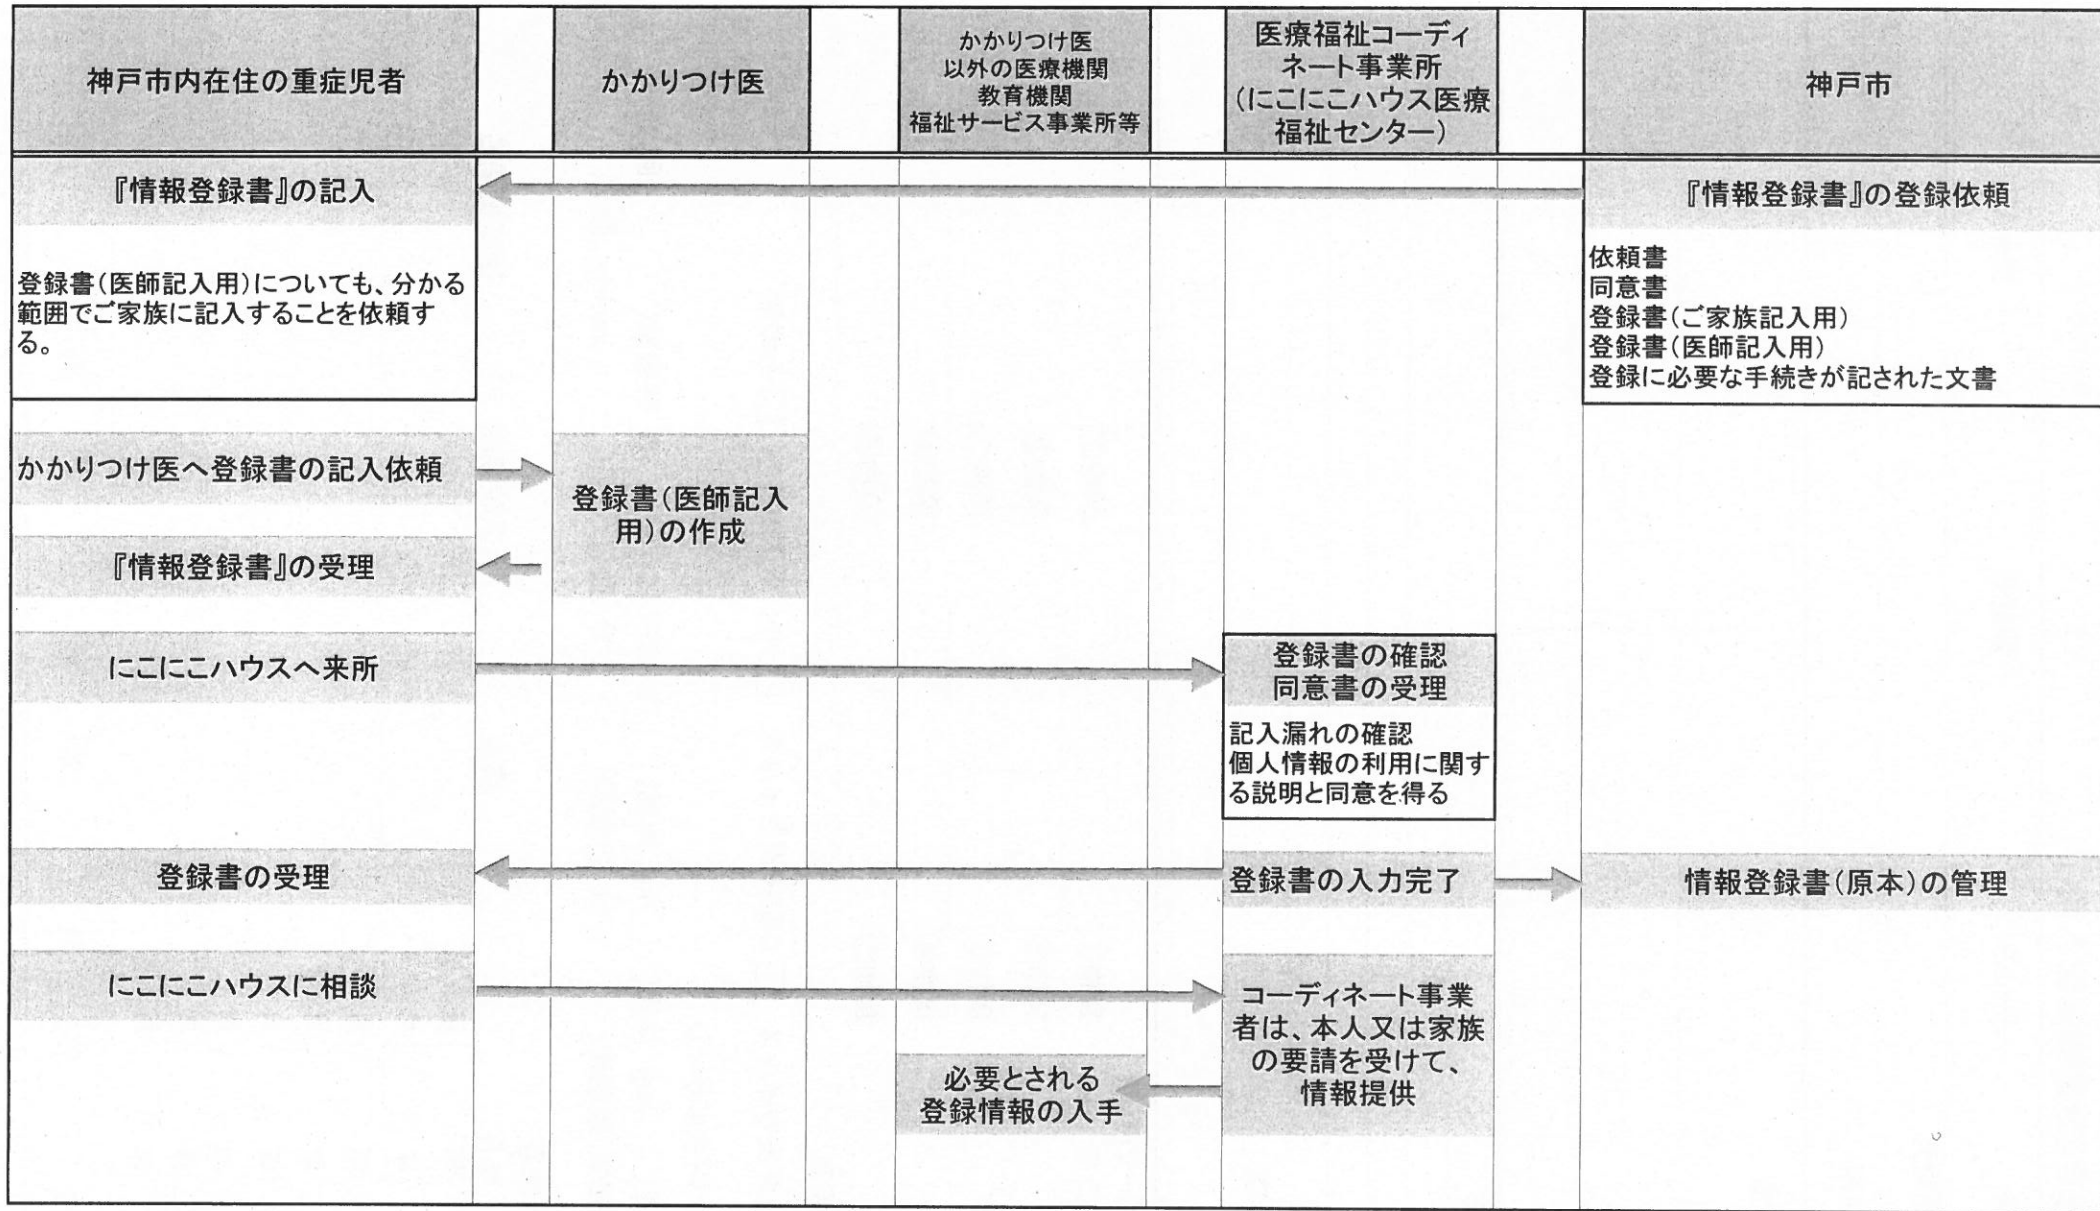 神戸市内在住の重症児者
かかりつけ医
かかりつけ医
以外の医療機関
教育機関
福祉サービス事業所等
医療福祉コーディ
ネート事業所
(にこにこハウス医療
福祉センター)
神戸市
『情報登録書』の記入
『情報登録書』の登録依頼
登録書(医師記入用)についても、分かる
範囲でご家族に記入することを依頼す
る。
依頼書
同意書
登録書(ご家族記入用)
登録書(医師記入用)
登録に必要な手続きが記された文書
かかりつけ医へ登録書の記入依頼
登録書(医師記入
用)の作成
『情報登録書』の受理
にこにこハウスへ来所
登録書の確認
同意書の受理
記入漏れの確認
個人情報の利用に関す
る説明と同意を得る
登録書の受理
登録書の入力完了
情報登録書(原本)の管理
にこにこハウスに相談
コーディネート事業
者は、本人又は家族
の要請を受けて、
情報提供
必要とされる
登録情報の入手